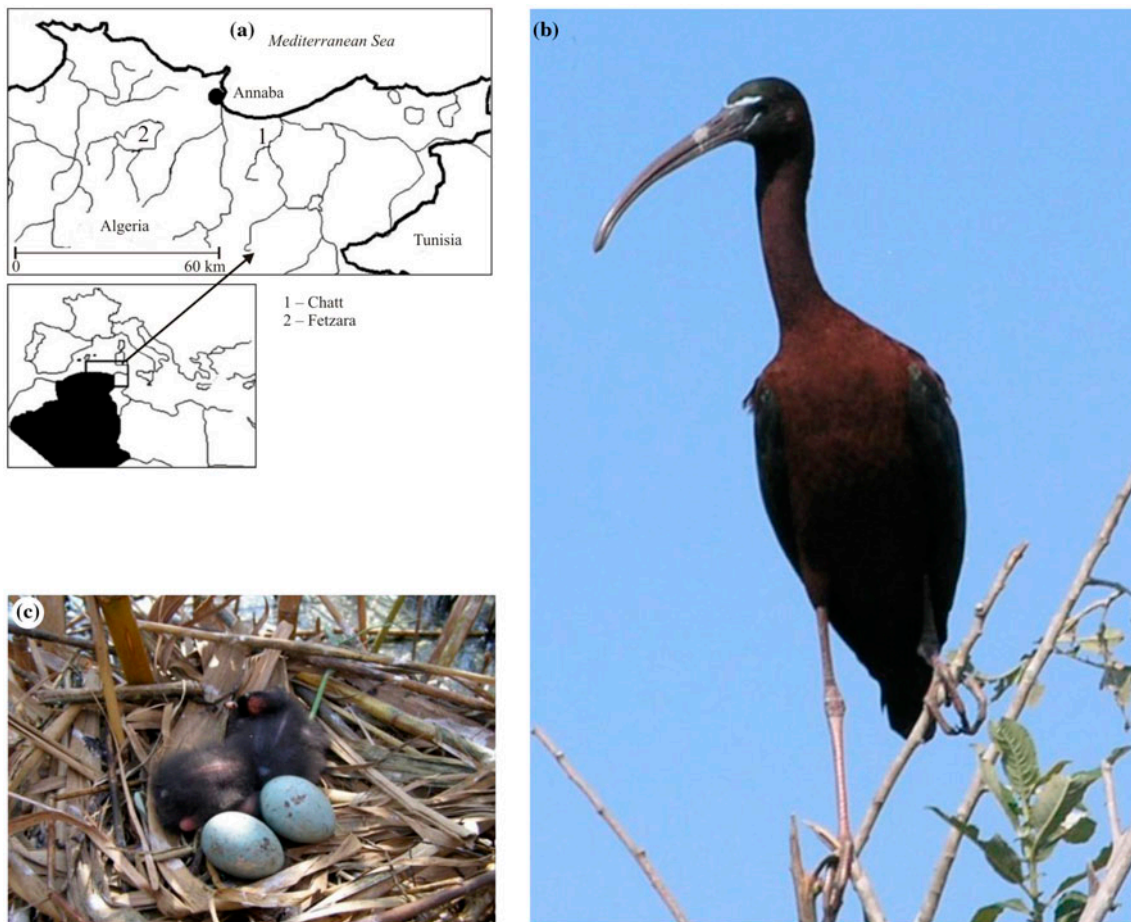 (a)
Mediterranean Sea
Annaba
2
1
Algeria
Tunisia
0
60 km
1 – Chatt
2 – Fetzara
(b)
(c)